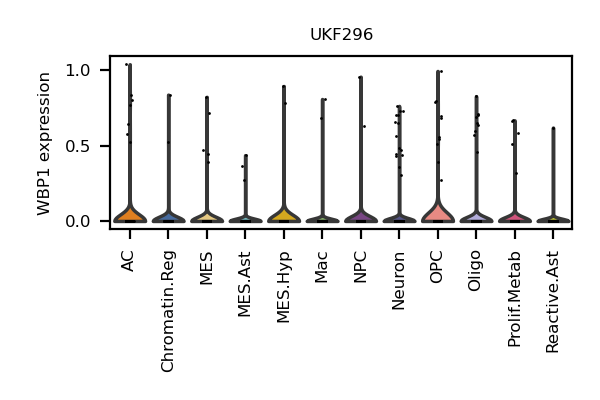 UKF296
WBP1 expression
1.0
0.5
0.0
AC
Chromatin.Reg
MES
MES.Ast
MES.Hyp
Mac
NPC
Neuron
OPC
Oligo
Prolif.Metab
Reactive.Ast